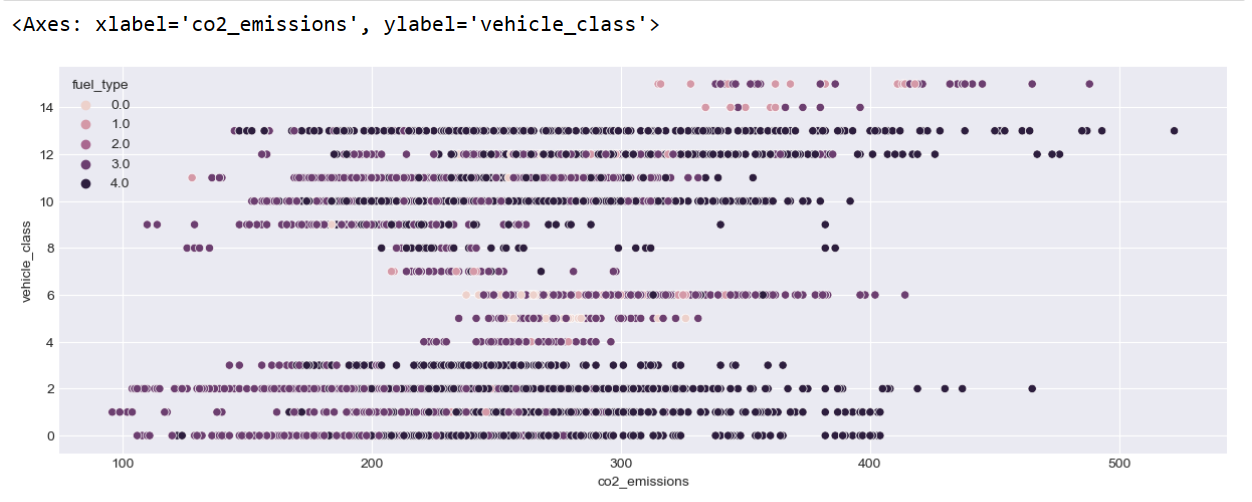 <Axes: xlabel='co2_emissions', ylabel='vehicle_class'>
fuel_type
0.0
1.0
2.0
3.0
4.0
vehicle_class
14
12
10
8
6
4
2
0
100 200 300 400 500
co2_emissions